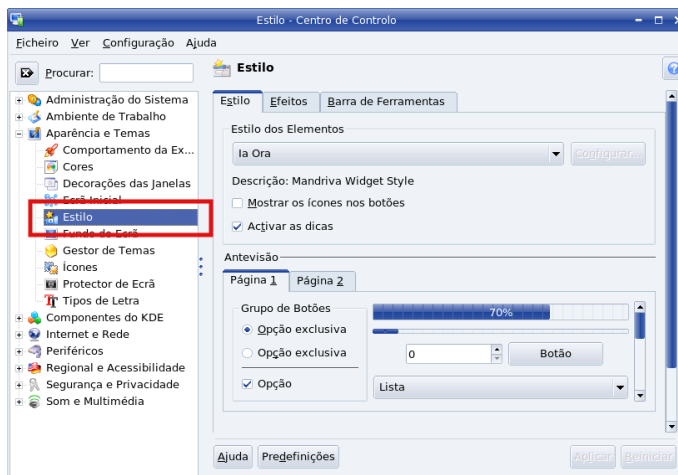 Estilo - Centro de Controlo
Ficheiro Ver Configuração Ajuda
Procurar:
Administração do Sistema
Ambiente de Trabalho
Aparência e Temas
Comportamento da Ex...
Cores
Decorações das Janelas
Ecrã Inicial
Estilo
Fundo do Ecrã
Gestor de Temas
Ícones
Protector de Ecrã
Tipos de Letra
Componentes do KDE
Internet e Rede
Periféricos
Regional e Acessibilidade
Segurança e Privacidade
Som e Multimédia
Estilo
Estilo Efeitos Barra de Ferramentas
Estilo dos Elementos
Ia Ora Configurar...
Descrição: Mandriva Widget Style
Mostrar os ícones nos botões
Activar as dicas
Antevisão
Página 1 Página 2
Grupo de Botões
Opção exclusiva
Opção exclusiva
Opção
70%
0 Botão
Lista
Ajuda Predefinições Aplicar Reiniciar